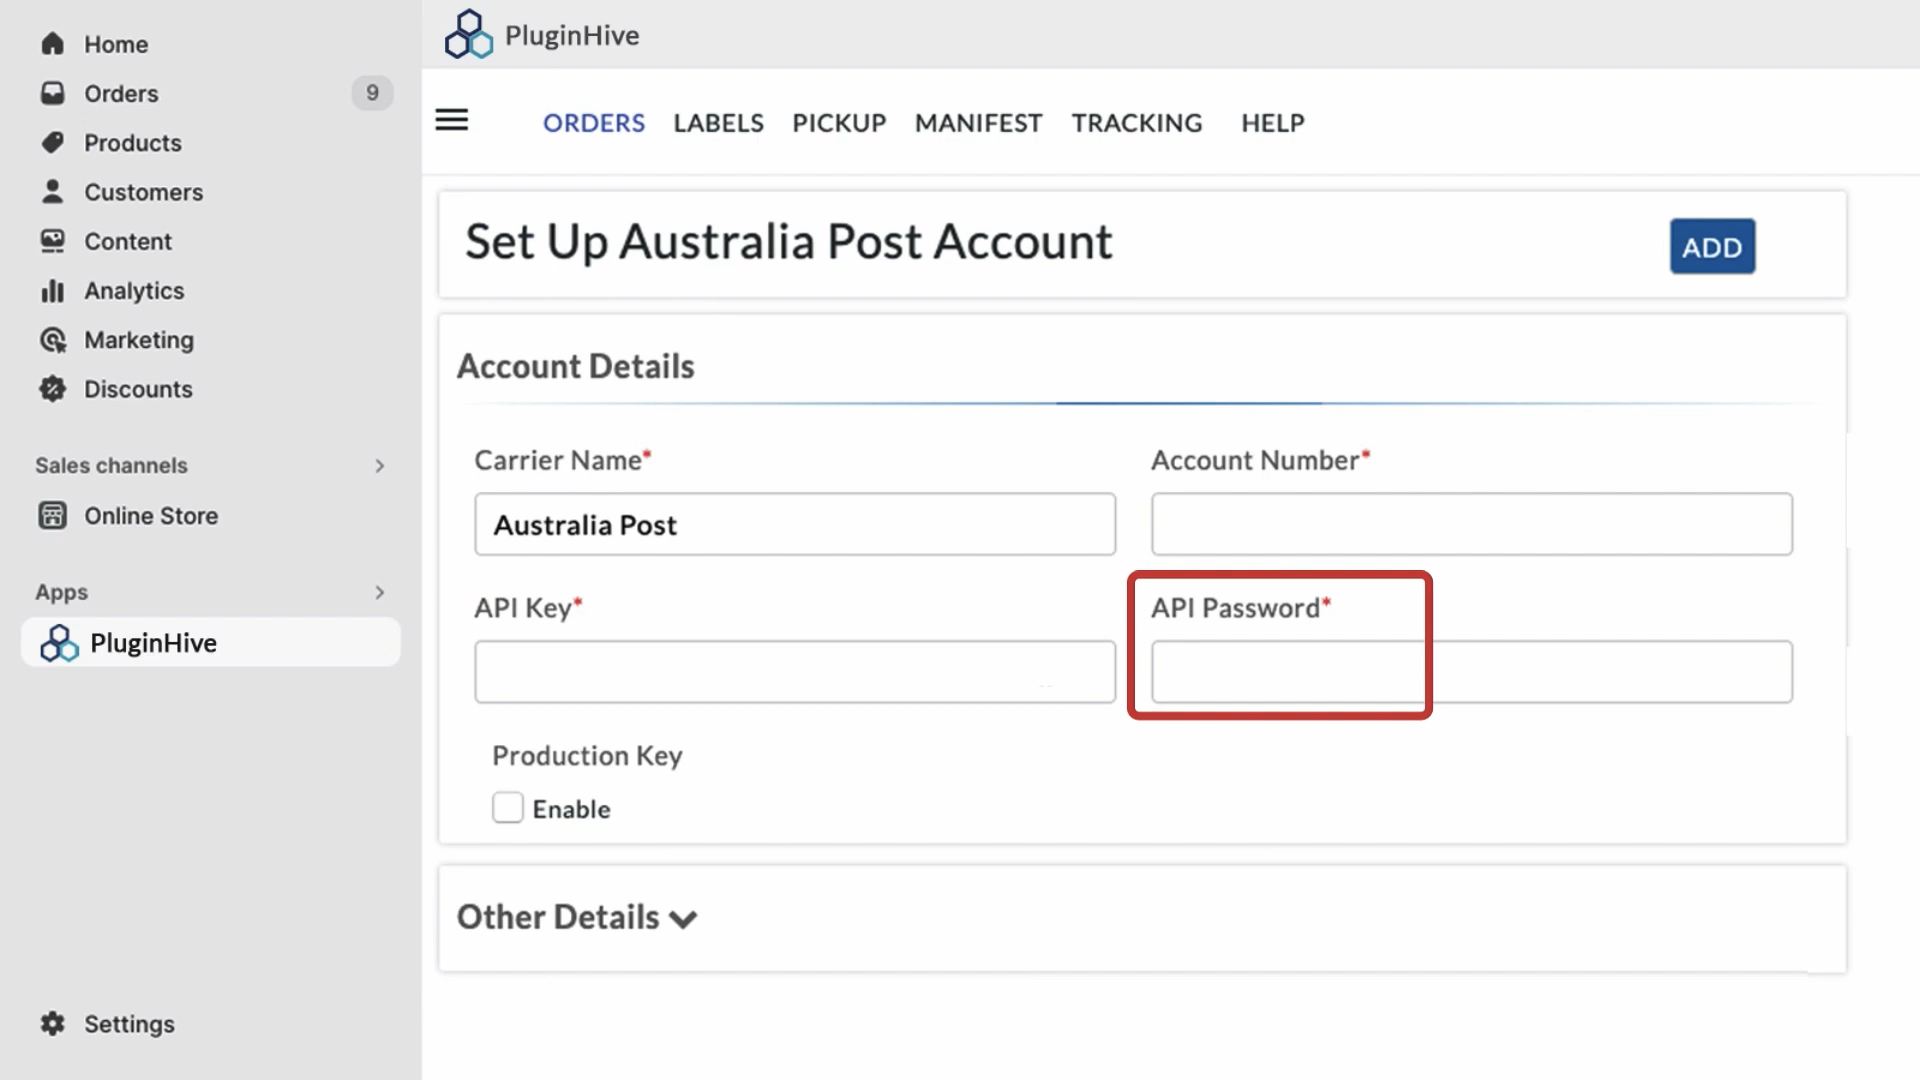 Home
Orders 9
Products
Customers
Content
Analytics
Marketing
Discounts
Sales channels
Online Store
Apps
PluginHive
Settings
PluginHive
ORDERS LABELS PICKUP MANIFEST TRACKING HELP
Set Up Australia Post Account
ADD
Account Details
Carrier Name* Account Number*
Australia Post
API Key* API Password*
Production Key
Enable
Other Details